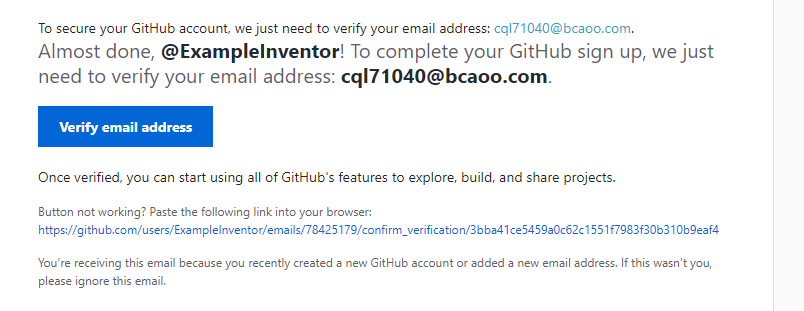 To secure your GitHub account, we just need to verify your email address: cql71040@bcaoo.com.
Almost done, @ExampleInventor! To complete your GitHub sign up, we just
need to verify your email address: cql71040@bcaoo.com.
Verify email address
Once verified, you can start using all of GitHub's features to explore, build, and share projects.
Button not working? Paste the following link into your browser:
https://github.com/users/ExampleInventor/emails/78425179/confirm_verification/3bba41ce5459a0c62c1551f7983f30b310b9eaf4
You’re receiving this email because you recently created a new GitHub account or added a new email address. If this wasn’t you,
please ignore this email.